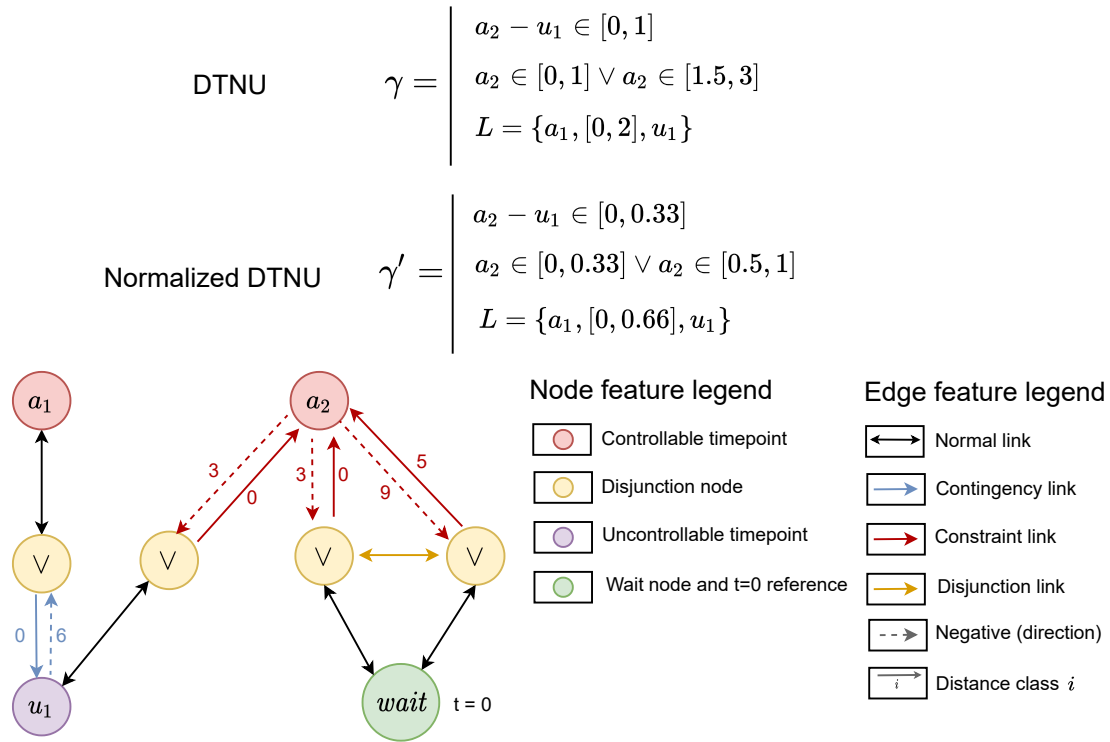 a₂ − u₁ ∈ [0, 1]
DTNU γ = a₂ ∈ [0, 1] ∨ a₂ ∈ [1.5, 3]
L = {a₁, [0, 2], u₁}
a₂ − u₁ ∈ [0, 0.33]
Normalized DTNU γ′ = a₂ ∈ [0, 0.33] ∨ a₂ ∈ [0.5, 1]
L = {a₁, [0, 0.66], u₁}
a₁
a₂
3
0
3
0
5
9
∨
∨
∨
∨
0
6
u₁
wait
t = 0
Node feature legend
Controllable timepoint
Disjunction node
Uncontrollable timepoint
Wait node and t=0 reference
Edge feature legend
Normal link
Contingency link
Constraint link
Disjunction link
Negative (direction)
i
Distance class i